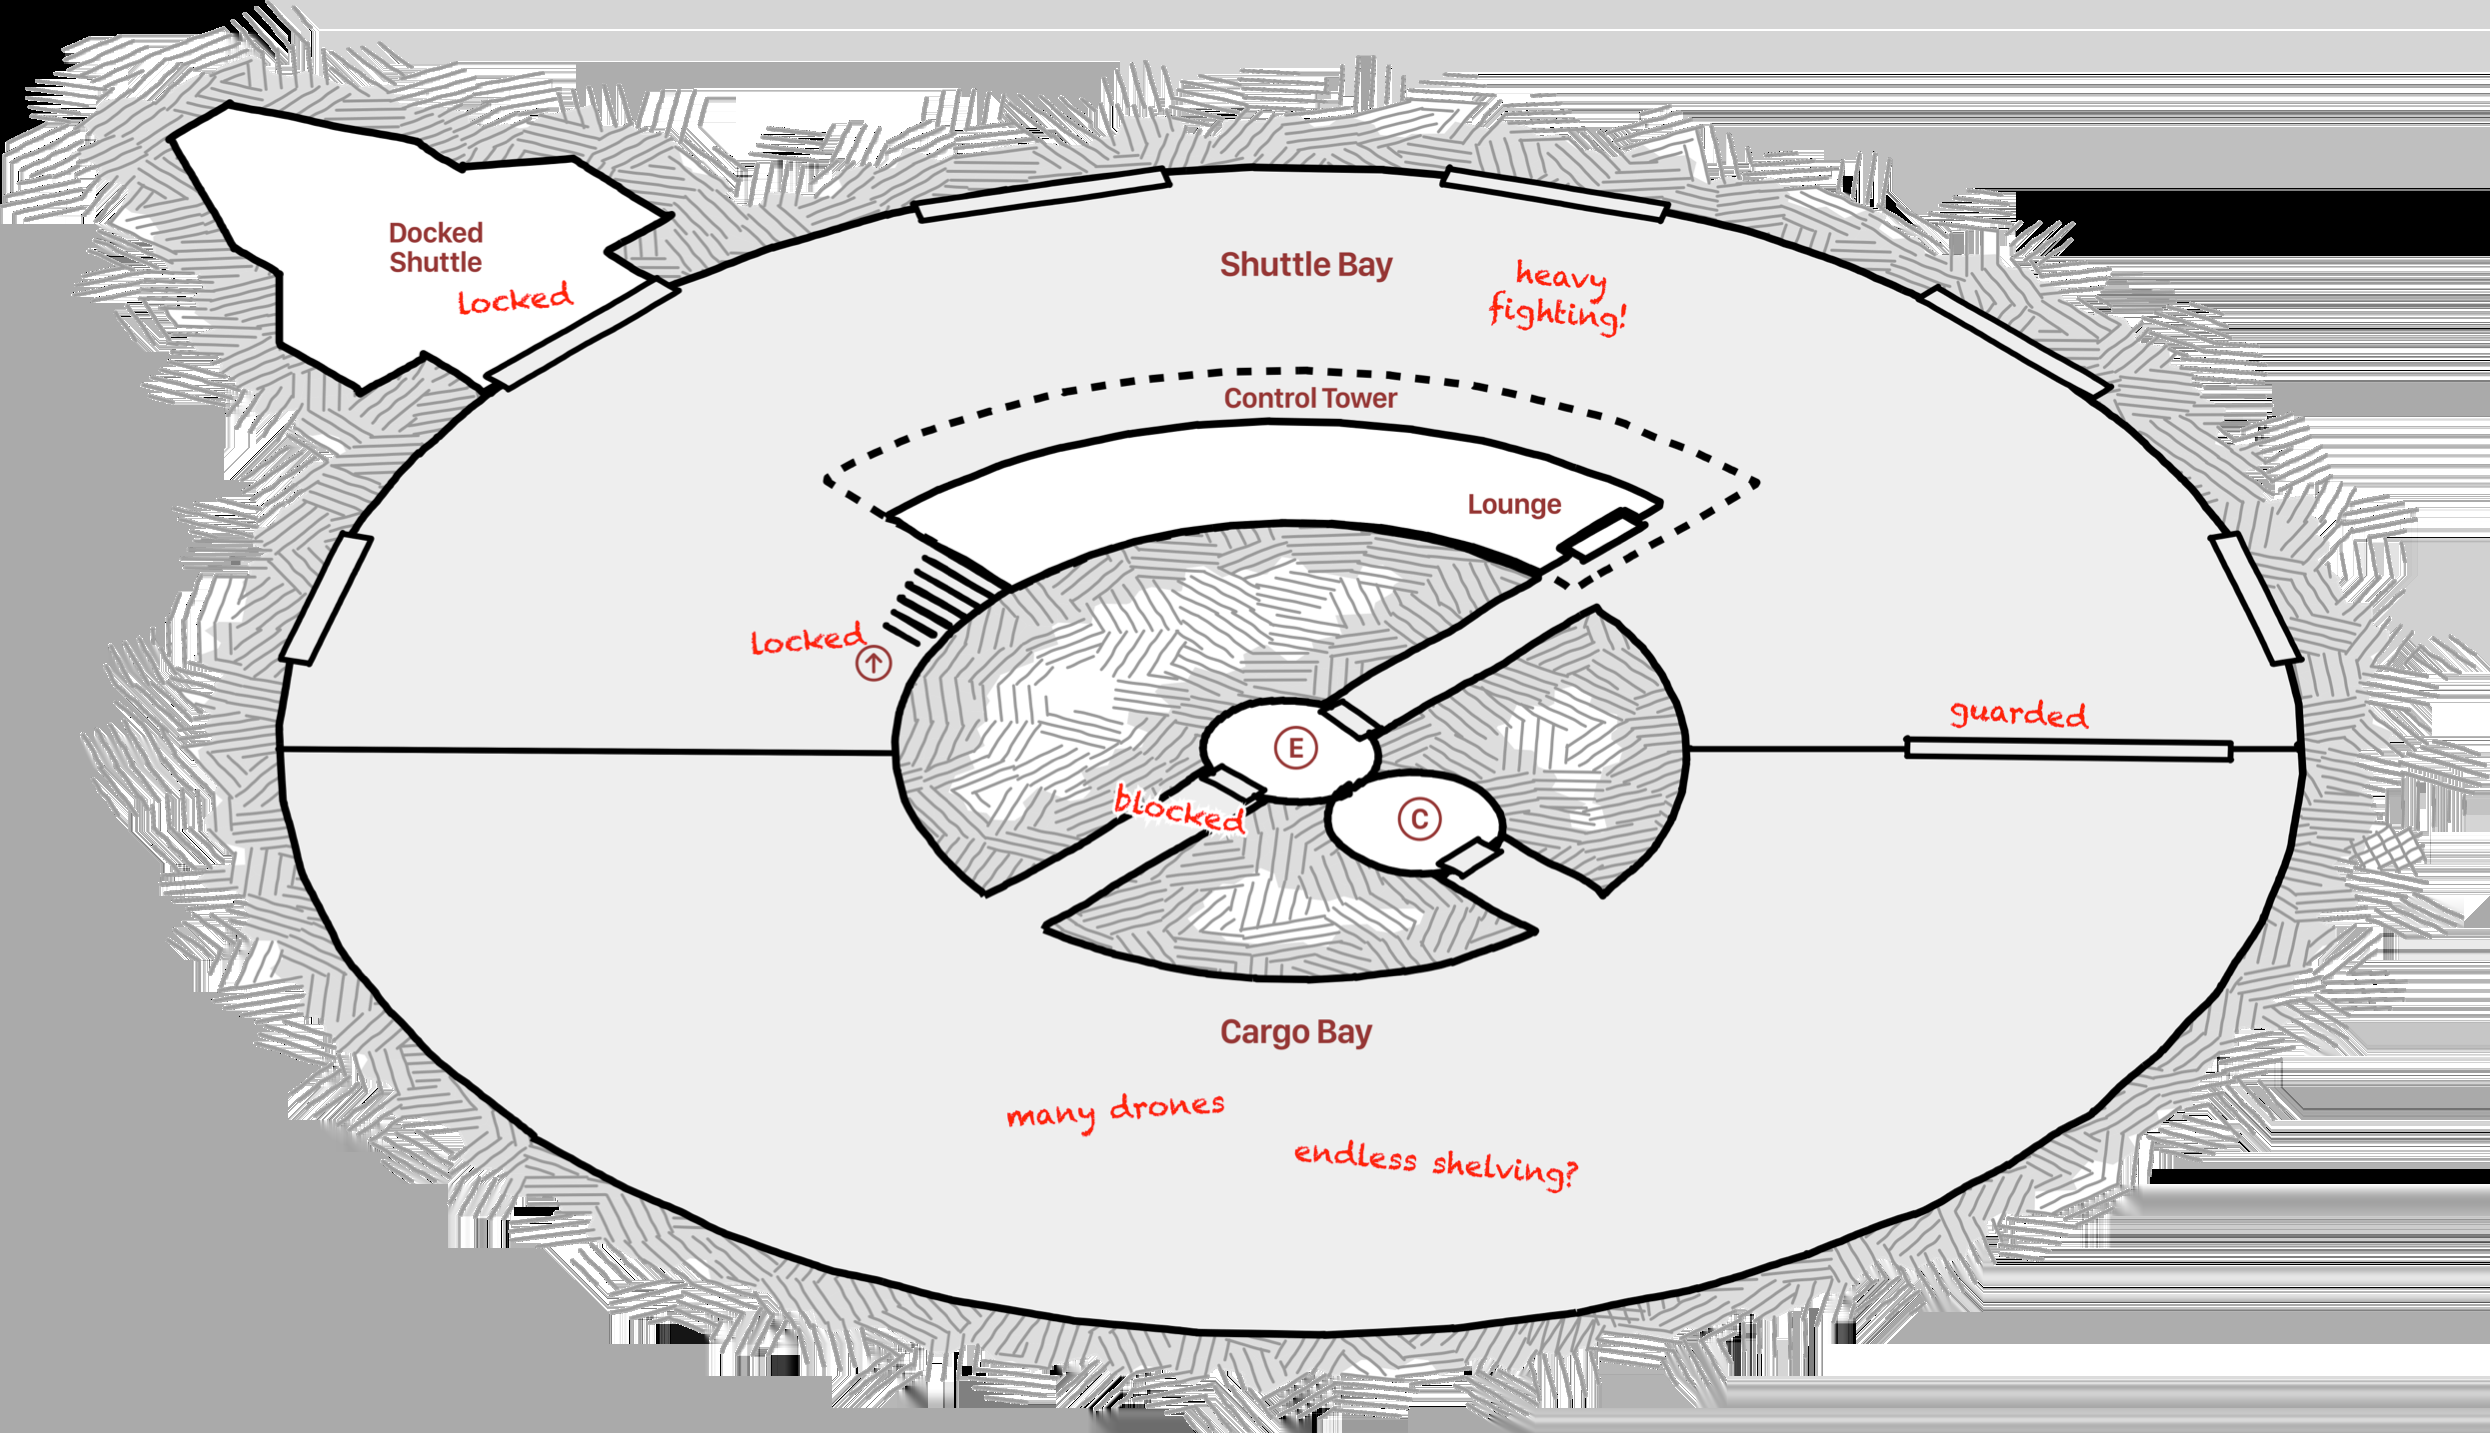 Docked
Shuttle
locked
Shuttle Bay
heavy
fighting!
Control Tower
Lounge
locked
↑
guarded
E
blocked
C
Cargo Bay
many drones
endless shelving?